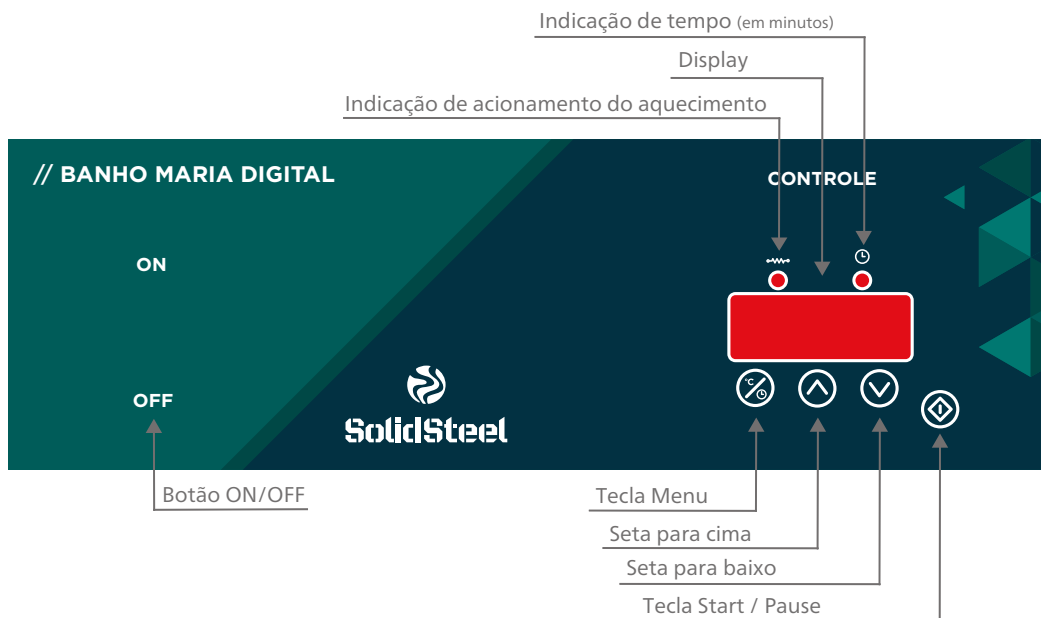 Indicação de tempo (em minutos)
Display
Indicação de acionamento do aquecimento
// BANHO MARIA DIGITAL
CONTROLE
ON
OFF
°C
SolidSteel
Botão ON/OFF
Tecla Menu
Seta para cima
Seta para baixo
Tecla Start / Pause